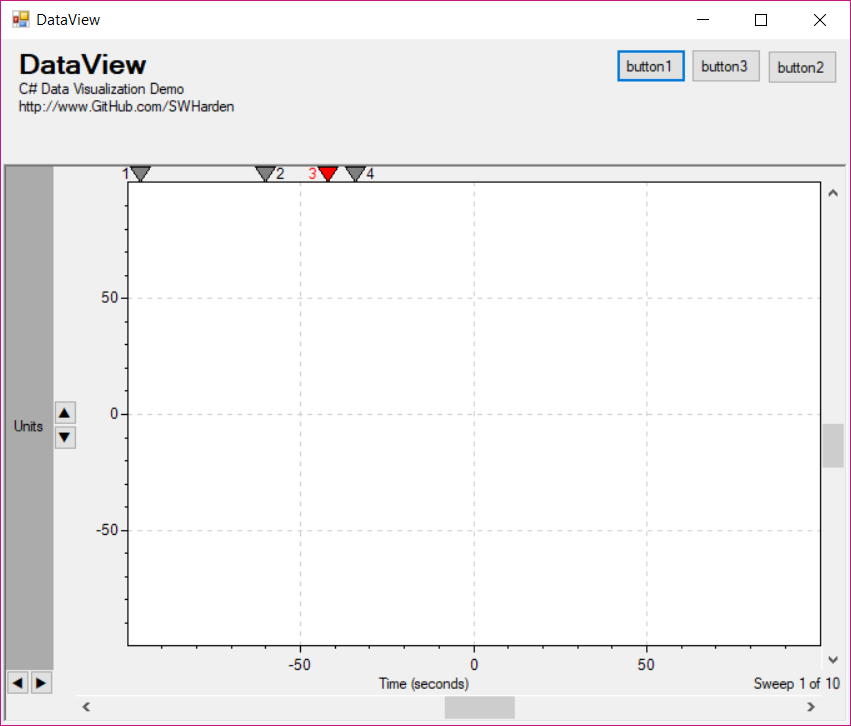 DataView
DataView
C# Data Visualization Demo
http://www.GitHub.com/SWHarden
button1
button3
button2
1
2
3
4
50
0
-50
Units
-50
0
50
Time (seconds)
Sweep 1 of 10